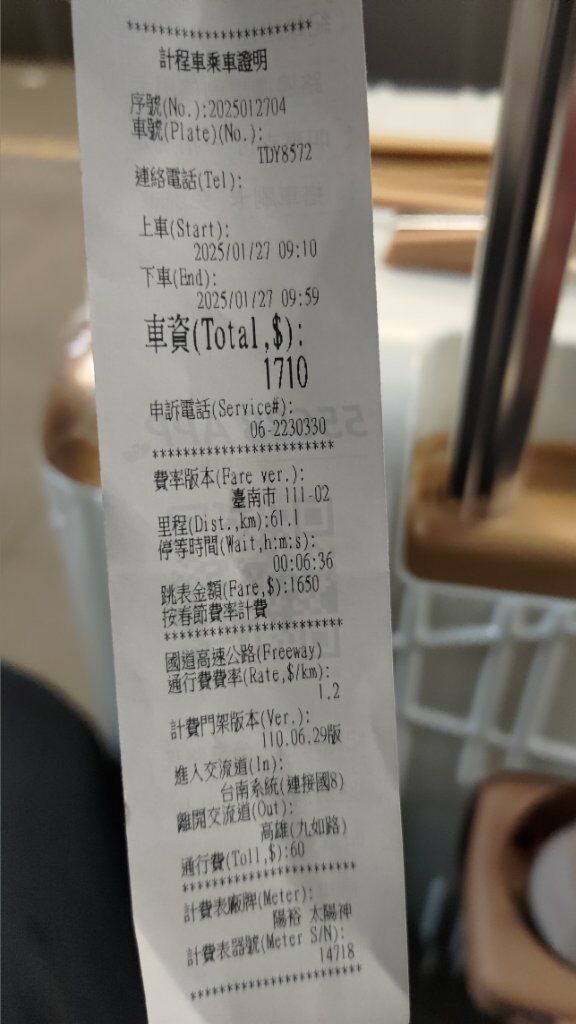 ********************
計程車乘車證明
序號(No.):2025012704
車號(Plate)(No.):
TDY8572
連絡電話(Tel):
上車(Start):
2025/01/27 09:10
下車(End):
2025/01/27 09:59
車資(Total,$):
1710
申訴電話(Service#):
06-2230330
********************
費率版本(Fare ver.):
臺南市 111-02
里程(Dist.,km):61.1
停等時間(Wait,h:m:s):
00:06:36
跳表金額(Fare,$):1650
按春節費率計費
********************
國道高速公路(Freeway)
通行費費率(Rate,$/km):
1.2
計費門架版本(Ver.):
110.06.29版
進入交流道(In):
台南系統(連接國8)
離開交流道(Out):
高雄(九如路)
通行費(Toll,$):60
********************
計費表廠牌(Meter):
陽裕 太陽神
計費表器號(Meter S/N):
14718
********************